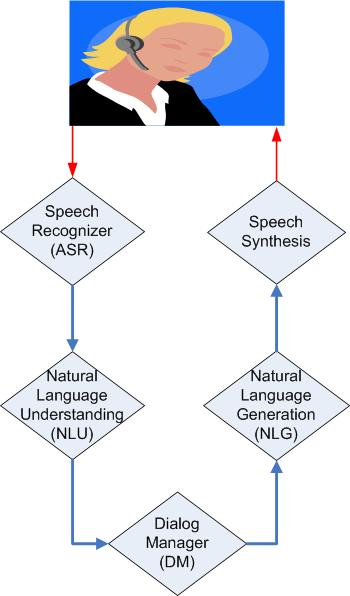 Speech
Recognizer
(ASR)
Speech
Synthesis
Natural
Language
Understanding
(NLU)
Natural
Language
Generation
(NLG)
Dialog
Manager
(DM)